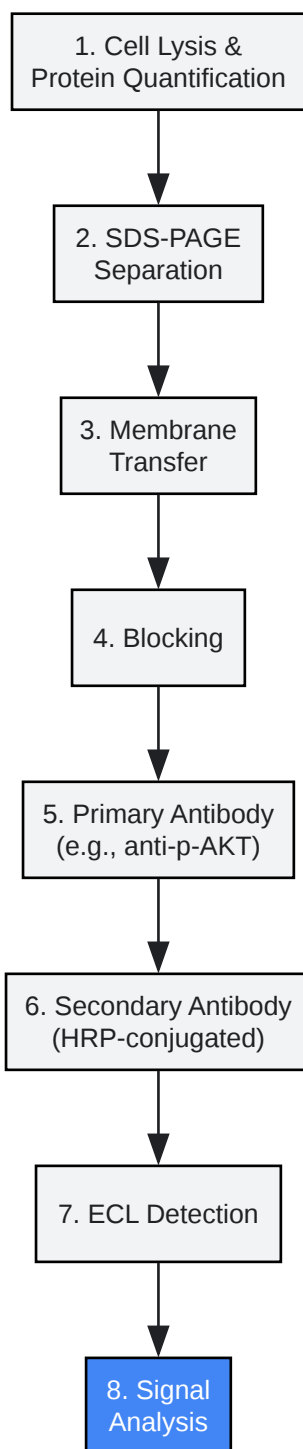 1. Cell Lysis &
Protein Quantification
2. SDS-PAGE
Separation
3. Membrane
Transfer
4. Blocking
5. Primary Antibody
(e.g., anti-p-AKT)
6. Secondary Antibody
(HRP-conjugated)
7. ECL Detection
8. Signal
Analysis